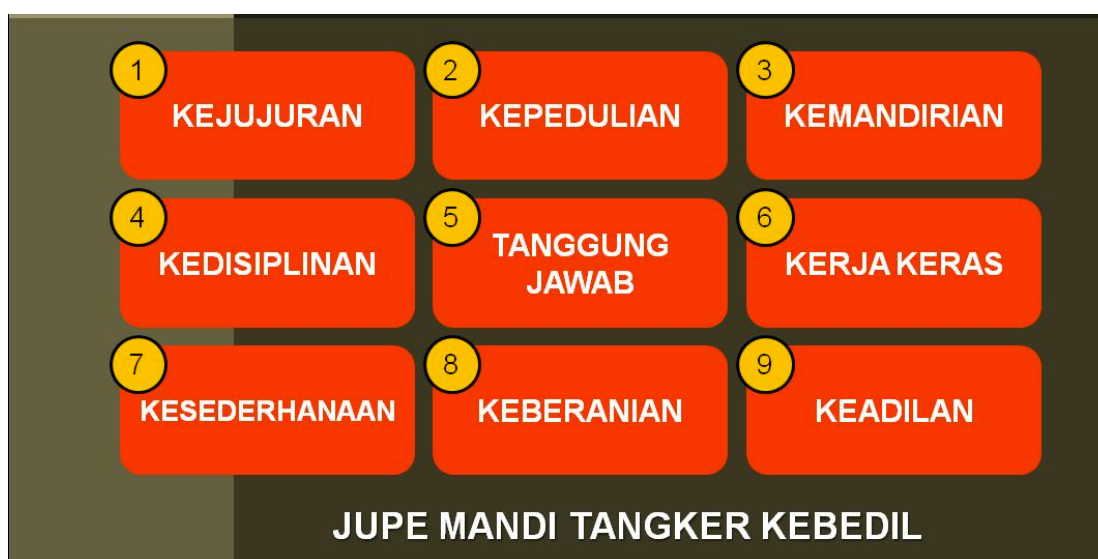 1
KEJUJURAN
2
KEPEDULIAN
3
KEMANDIRIAN
4
KEDISIPLINAN
5
TANGGUNG
JAWAB
6
KERJA KERAS
7
KESEDERHANAAN
8
KEBERANIAN
9
KEADILAN
JUPE MANDI TANGKER KEBEDIL